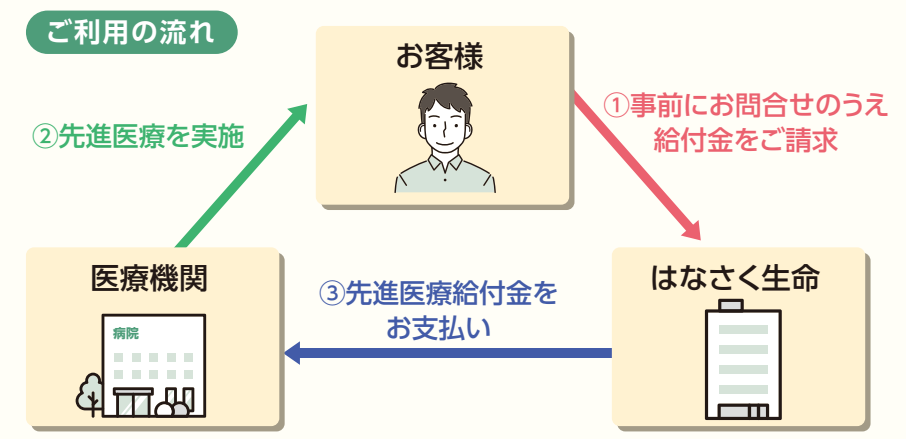 ご利用の流れ
お客様
①事前にお問合せのうえ
給付金をご請求
②先進医療を実施
医療機関
病院
③先進医療給付金を
お支払い
はなさく生命